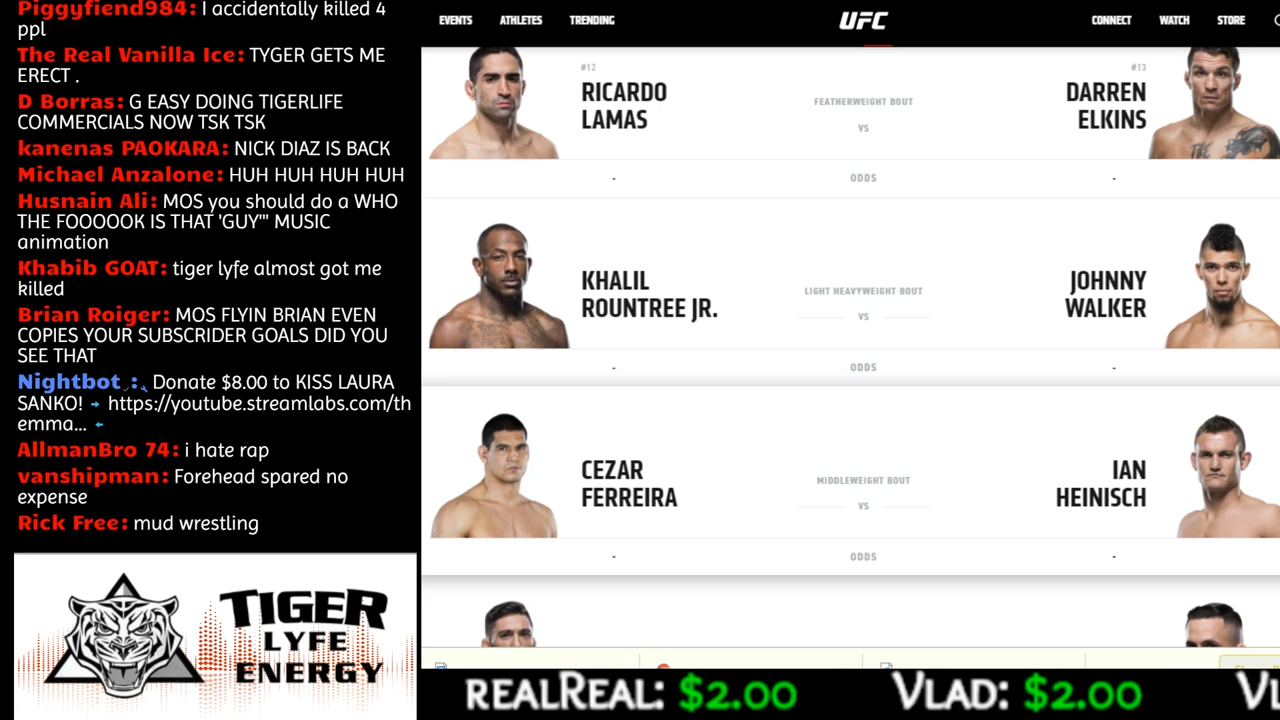 Piggyfiend984: I accidentally killed 4
ppl
The Real Vanilla Ice: TYGER GETS ME
ERECT .
D Borras: G EASY DOING TIGERLIFE
COMMERCIALS NOW TSK TSK
kanenas PAOKARA: NICK DIAZ IS BACK
Michael Anzalone: HUH HUH HUH HUH
Husnain Ali: MOS you should do a WHO
THE FOOOOOK IS THAT 'GUY'" MUSIC
animation
Khabib GOAT: tiger lyfe almost got me
killed
Brian Roiger: MOS FLYIN BRIAN EVEN
COPIES YOUR SUBSCRIDER GOALS DID YOU
SEE THAT
Nightbot : Donate $8.00 to KISS LAURA
SANKO! → https://youtube.streamlabs.com/th
emma... ←
AllmanBro 74: i hate rap
vanshipman: Forehead spared no
expense
Rick Free: mud wrestling
TIGER
LYFE
ENERGY
EVENTS ATHLETES TRENDING UFC CONNECT WATCH STORE
#12 #13
RICARDO
LAMAS
FEATHERWEIGHT BOUT
VS
DARREN
ELKINS
- ODDS -
KHALIL
ROUNTREE JR.
LIGHT HEAVYWEIGHT BOUT
VS
JOHNNY
WALKER
- ODDS -
CEZAR
FERREIRA
MIDDLEWEIGHT BOUT
VS
IAN
HEINISCH
- ODDS -
realReal: $2.00 Vlad: $2.00 Vl